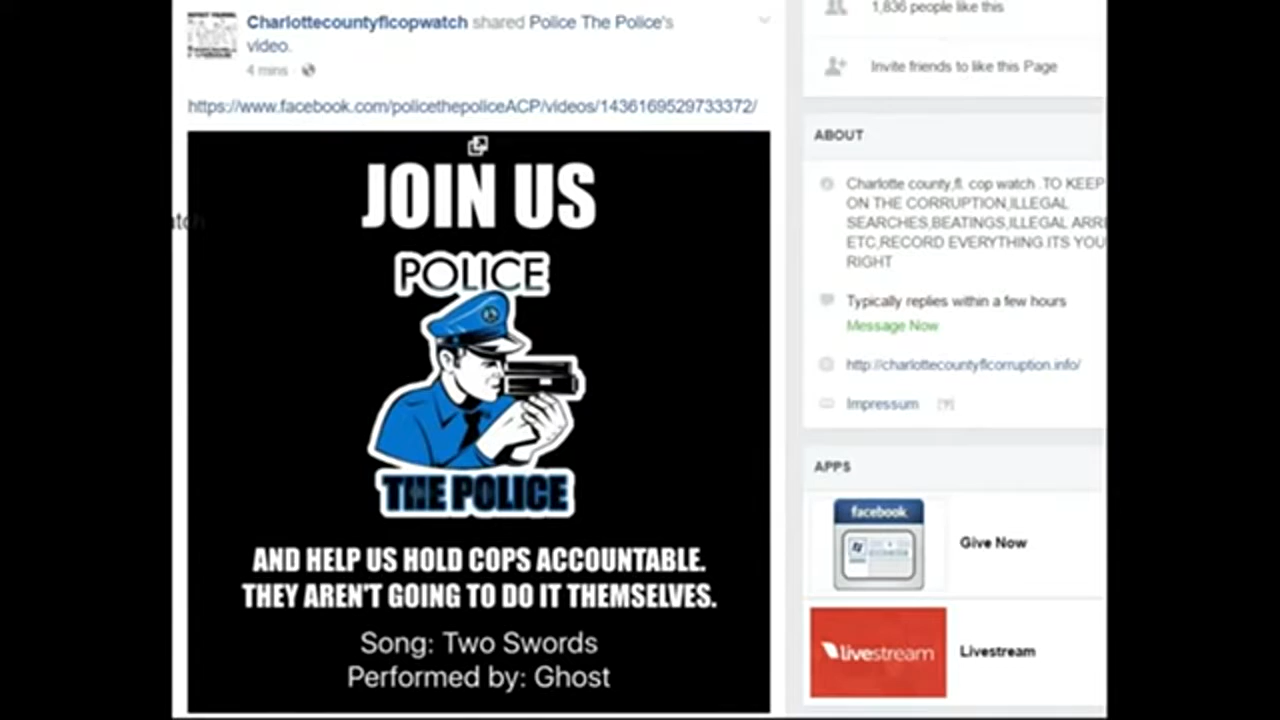 Charlottecountyflcopwatch shared Police The Police's
video.
4 mins
https://www.facebook.com/policethepoliceACP/videos/1436169529733372/
JOIN US
POLICE
THE POLICE
AND HELP US HOLD COPS ACCOUNTABLE.
THEY AREN'T GOING TO DO IT THEMSELVES.
Song: Two Swords
Performed by: Ghost
1,836 people like this
Invite friends to like this Page
ABOUT
Charlotte county,fl. cop watch .TO KEEP
ON THE CORRUPTION,ILLEGAL
SEARCHES,BEATINGS,ILLEGAL ARR
ETC,RECORD EVERYTHING ITS YOU
RIGHT
Typically replies within a few hours
Message Now
http://charlottecountyflcorruption.info/
Impressum [?]
APPS
facebook
Give Now
livestream
Livestream